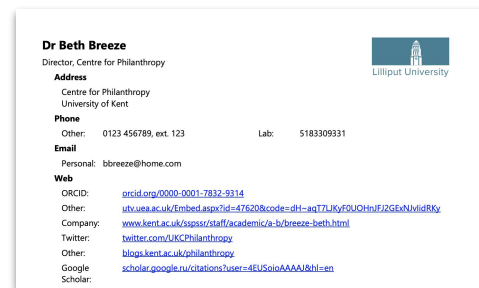 Dr Beth Breeze
Director, Centre for Philanthropy
Lilliput University
Address
Centre for Philanthropy
University of Kent
Phone
Other: 0123 456789, ext. 123 Lab: 5183309331
Email
Personal: bbreeze@home.com
Web
ORCID: orcid.org/0000-0001-7832-9314
Other: utv.uea.ac.uk/Embed.aspx?id=47620&code=dH~aqT7LJKyF0UOHnJFJ2GExNJvIidRKy
Company: www.kent.ac.uk/sspssr/staff/academic/a-b/breeze-beth.html
Twitter: twitter.com/UKCPhilanthropy
Other: blogs.kent.ac.uk/philanthropy
Google scholar.google.ru/citations?user=4EUSoioAAAAJ&hl=en
Scholar: